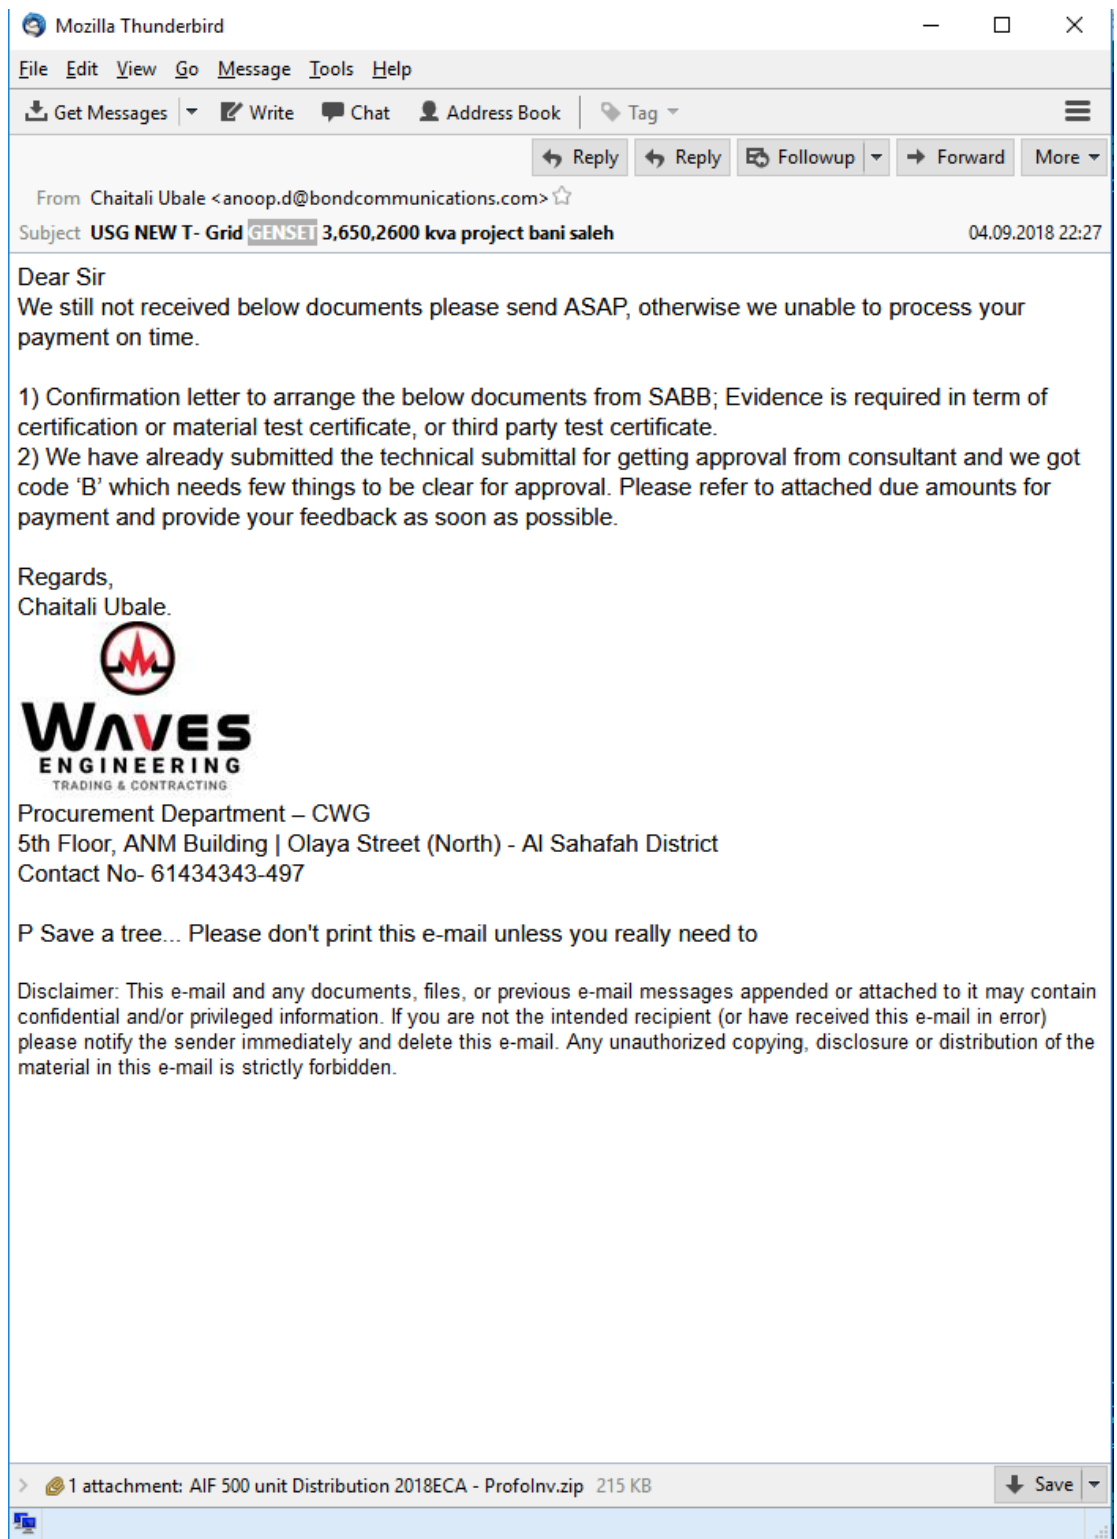 Mozilla Thunderbird
File Edit View Go Message Tools Help
Get Messages Write Chat Address Book Tag
Reply Reply Followup Forward More
From Chaitali Ubale <anoop.d@bondcommunications.com>
Subject USG NEW T- Grid GENSET 3,650,2600 kva project bani saleh 04.09.2018 22:27
Dear Sir
We still not received below documents please send ASAP, otherwise we unable to process your
payment on time.
1) Confirmation letter to arrange the below documents from SABB; Evidence is required in term of
certification or material test certificate, or third party test certificate.
2) We have already submitted the technical submittal for getting approval from consultant and we got
code ‘B’ which needs few things to be clear for approval. Please refer to attached due amounts for
payment and provide your feedback as soon as possible.
Regards,
Chaitali Ubale.
WAVES
ENGINEERING
TRADING & CONTRACTING
Procurement Department – CWG
5th Floor, ANM Building | Olaya Street (North) - Al Sahafah District
Contact No- 61434343-497
P Save a tree... Please don't print this e-mail unless you really need to
Disclaimer: This e-mail and any documents, files, or previous e-mail messages appended or attached to it may contain
confidential and/or privileged information. If you are not the intended recipient (or have received this e-mail in error)
please notify the sender immediately and delete this e-mail. Any unauthorized copying, disclosure or distribution of the
material in this e-mail is strictly forbidden.
1 attachment: AIF 500 unit Distribution 2018ECA - ProfoInv.zip 215 KB Save